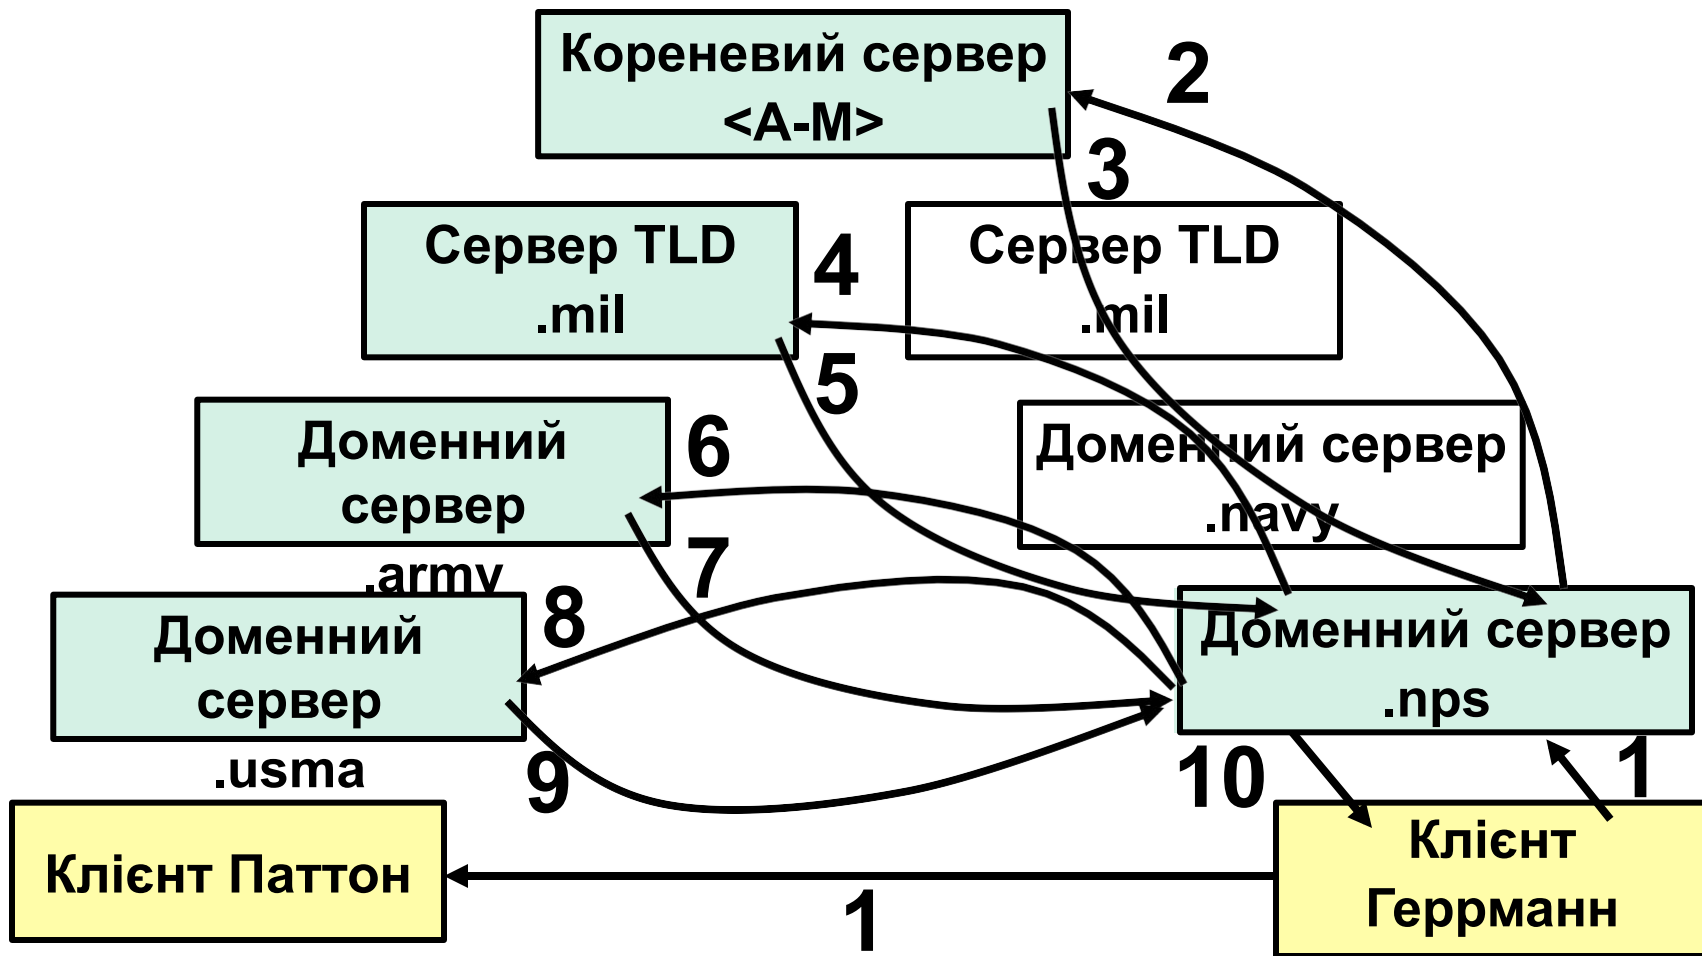 Кореневий сервер
<A-M>
2
3
Сервер TLD
.mil
4
Сервер TLD
.mil
5
Доменний
сервер
.army
6
Доменний сервер
.navy
7
Доменний
сервер
.usma
8
Доменний сервер
.nps
9
10
1
Клієнт Паттон
1
Клієнт
Геррманн